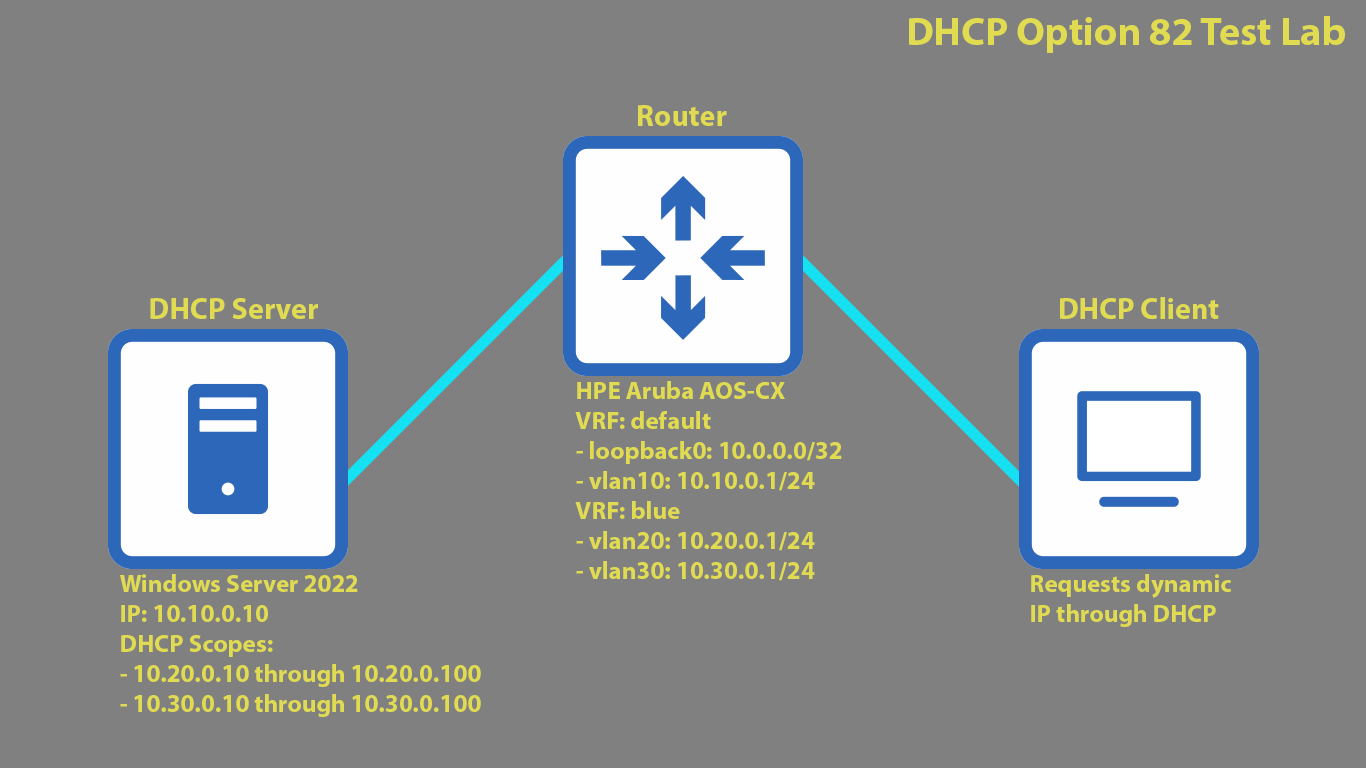 DHCP Option 82 Test Lab
Router
HPE Aruba AOS-CX
VRF: default
- loopback0: 10.0.0.0/32
- vlan10: 10.10.0.1/24
VRF: blue
- vlan20: 10.20.0.1/24
- vlan30: 10.30.0.1/24
DHCP Server
Windows Server 2022
IP: 10.10.0.10
DHCP Scopes:
- 10.20.0.10 through 10.20.0.100
- 10.30.0.10 through 10.30.0.100
DHCP Client
Requests dynamic
IP through DHCP